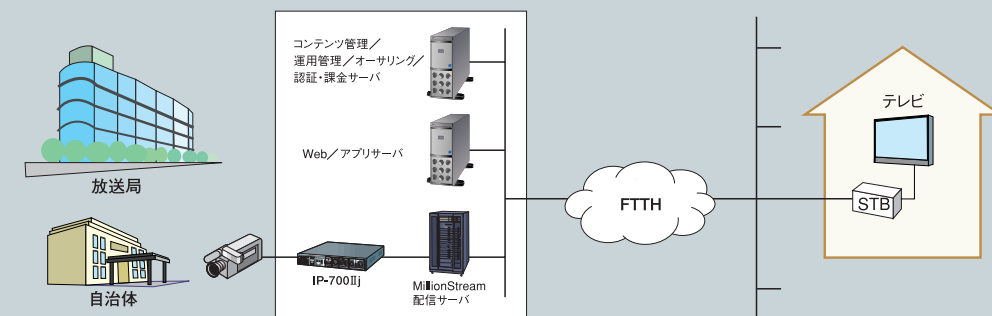 放送局
自治体
コンテンツ管理／
運用管理／オーサリング／
認証・課金サーバ
Web／アプリサーバ
IP-700Ⅱj
MillionStream
配信サーバ
FTTH
テレビ
STB